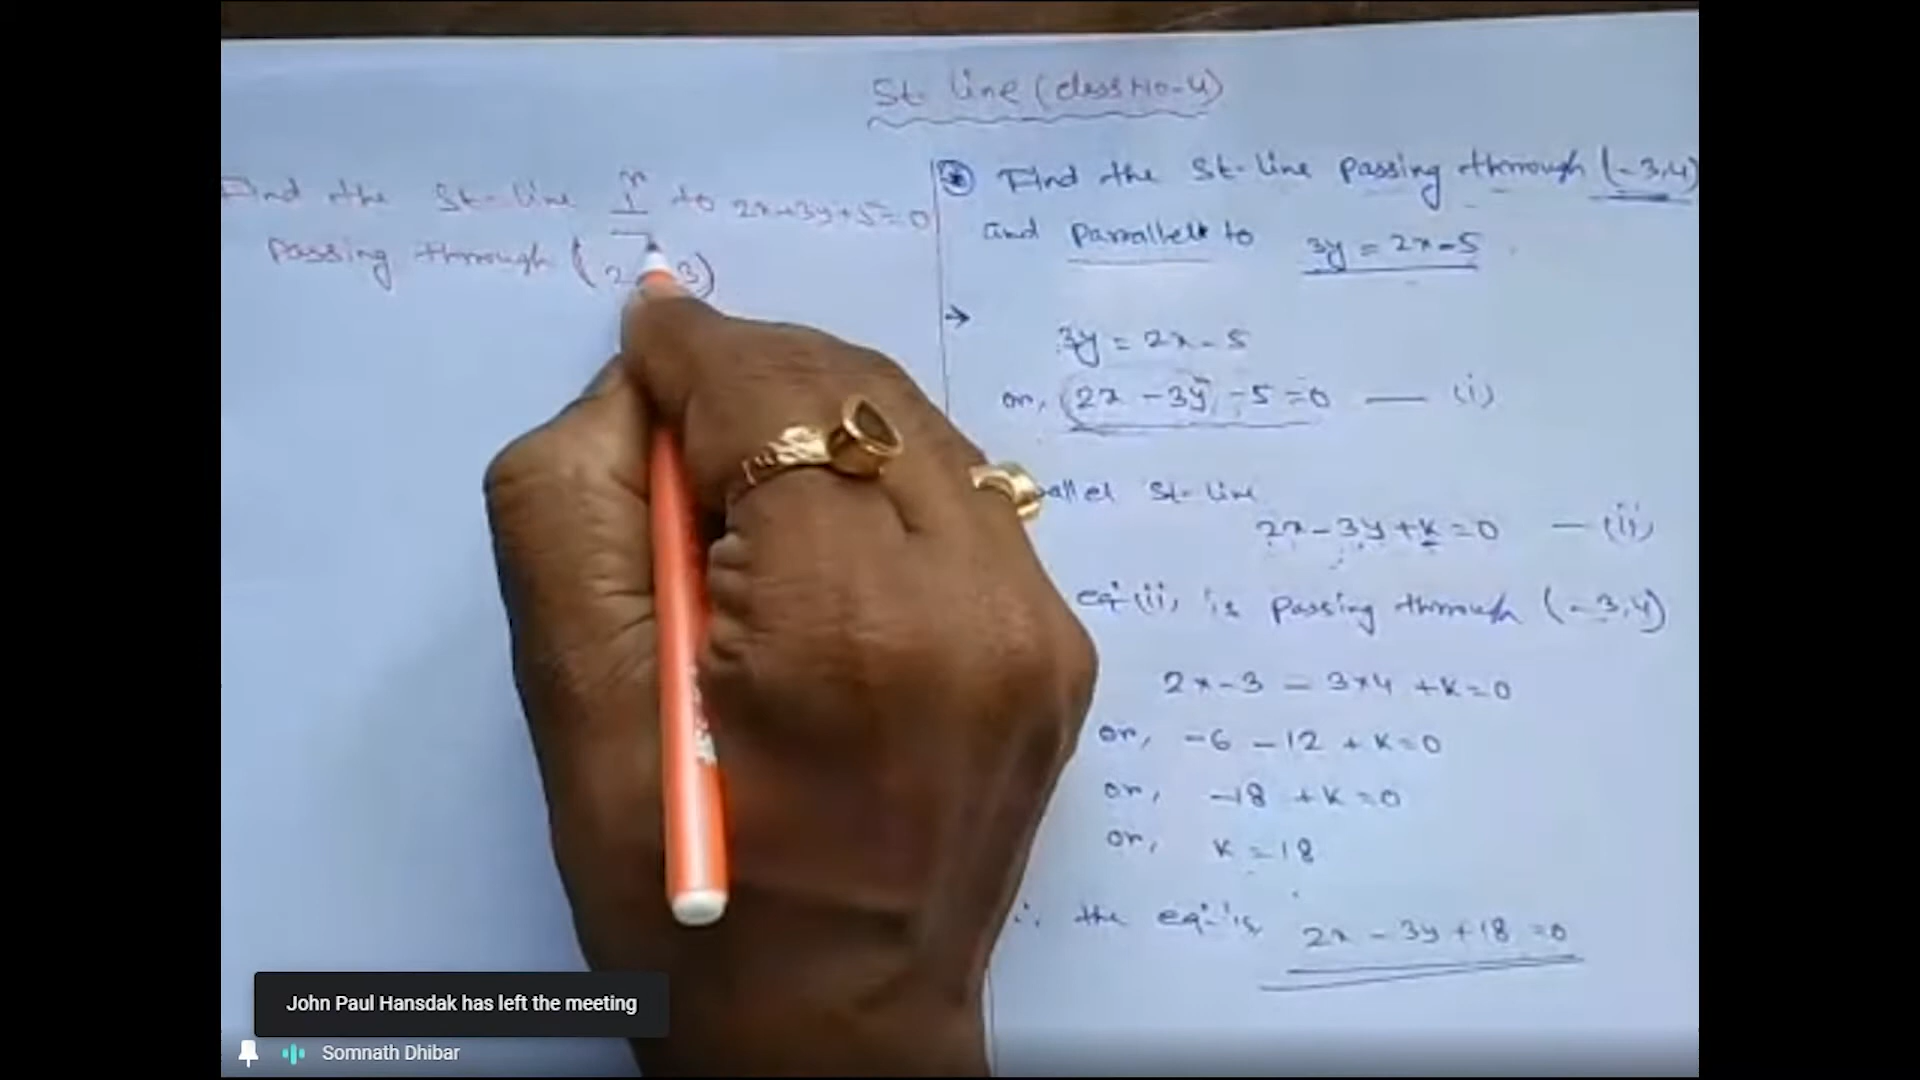 St- line (class No-4)
Find the St-line ⊥r to 2x+3y+5=0
Passing through (2 3)
Find the St-line passing through (-3,4)
and parallel to 3y = 2x-5
→
3y = 2x - 5
or, (2x - 3y) - 5 = 0 — (i)
allel St-line
2x - 3y + k = 0 — (ii)
eqn (ii) is passing through (-3,4)
2x-3 - 3x4 + k = 0
or, -6 - 12 + k = 0
or, -18 + k = 0
or, k = 18
∴ the eqn is 2x - 3y + 18 = 0
John Paul Hansdak has left the meeting
Somnath Dhibar